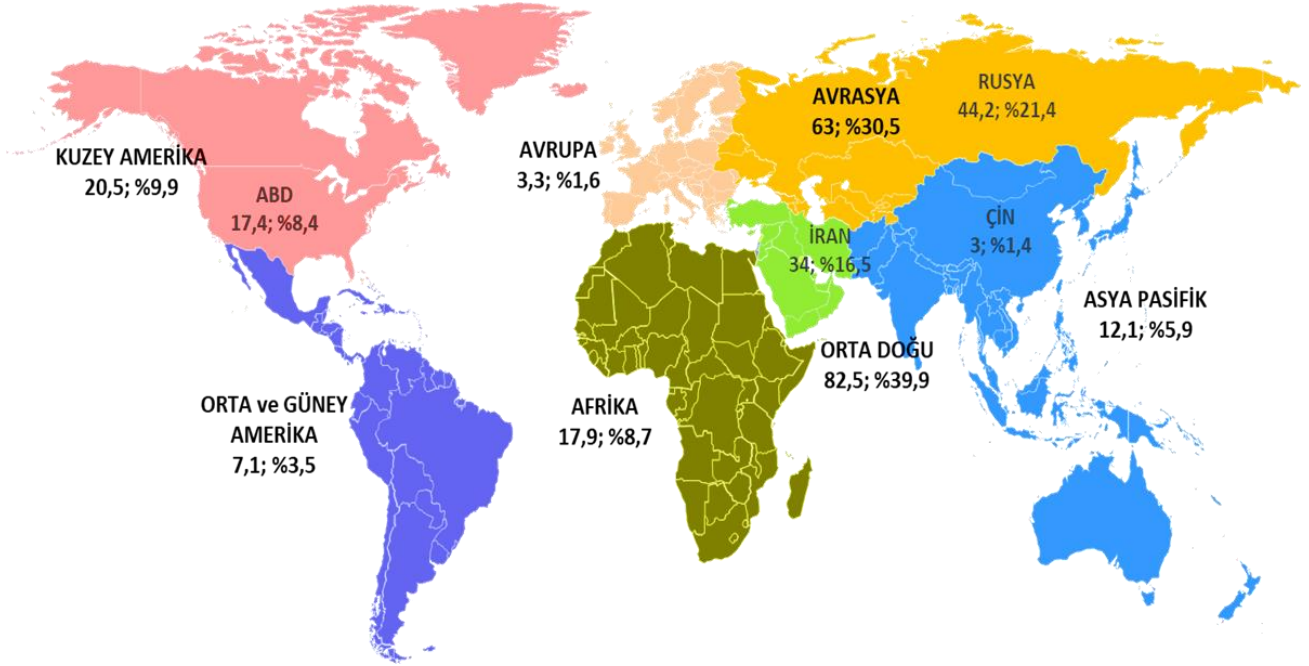 KUZEY AMERİKA
20,5; %9,9
ABD
17,4; %8,4
ORTA ve GÜNEY
AMERİKA
7,1; %3,5
AVRUPA
3,3; %1,6
AFRİKA
17,9; %8,7
AVRASYA
63; %30,5
RUSYA
44,2; %21,4
İRAN
34; %16,5
ORTA DOĞU
82,5; %39,9
ÇİN
3; %1,4
ASYA PASİFİK
12,1; %5,9